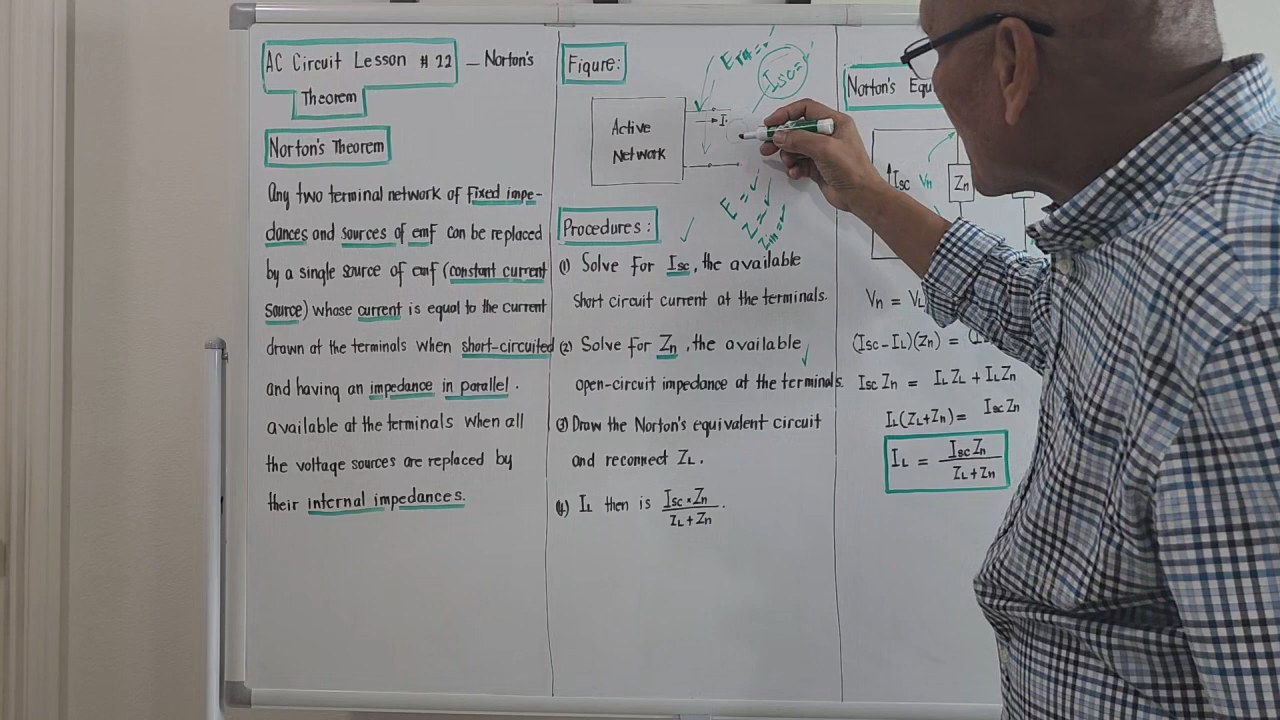 AC Circuit Lesson # 22 – Norton's
Theorem
Norton's Theorem
Any two terminal network of fixed impe-
dances and sources of emf can be replaced
by a single source of emf (constant current
source) whose current is equal to the current
drawn at the terminals when short-circuited
and having an impedance in parallel.
available at the terminals when all
the voltage sources are replaced by
their internal impedances.
Figure:
Active
Network
I
ETH =
Isc =
E =
Z =
Zin =
Procedures:
(1) Solve for Isc, the available
short circuit current at the terminals.
(2) Solve for Zn, the available
open-circuit impedance at the terminals.
(3) Draw the Norton's equivalent circuit
and reconnect ZL.
(4) IL then is Isc • Zn
ZL + Zn .
Norton's Equ
Isc Vn Zn
Vn = VL
(Isc - IL)(Zn) =
Isc Zn = IL ZL + IL Zn
IL(ZL+Zn) = Isc Zn
IL = Isc Zn
ZL + Zn